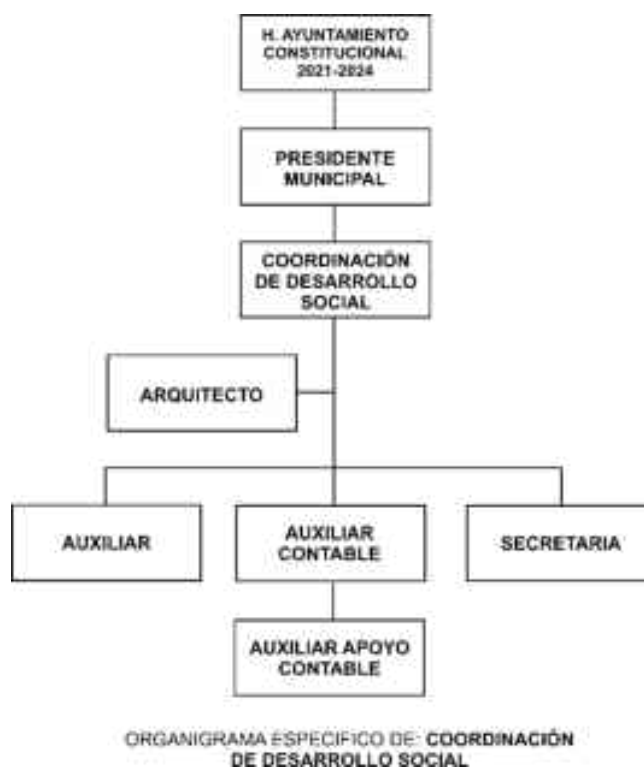 H. AYUNTAMIENTO
CONSTITUCIONAL
2021-2024
PRESIDENTE
MUNICIPAL
COORDINACIÓN
DE DESARROLLO
SOCIAL
ARQUITECTO
AUXILIAR
AUXILIAR
CONTABLE
SECRETARIA
AUXILIAR APOYO
CONTABLE
ORGANIGRAMA ESPECIFICO DE: COORDINACIÓN
DE DESARROLLO SOCIAL